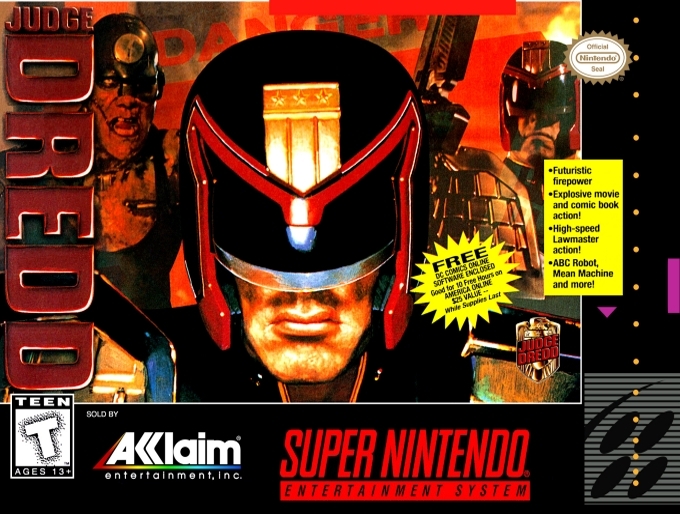 JUDGE
DREDD
DANGER
Official
Nintendo
Seal
•Futuristic
firepower
•Explosive movie
and comic book
action!
•High-speed
Lawmaster
action!
•ABC Robot,
Mean Machine
and more!
FREE
DC COMICS ONLINE
SOFTWARE ENCLOSED
Good for 10 Free Hours on
AMERICA ONLINE
$25 VALUE --
While Supplies Last
JUDGE
DREDD
TEEN
T
AGES 13+
SOLD BY
AKlaim
entertainment, inc.
SUPER NINTENDO
ENTERTAINMENT SYSTEM